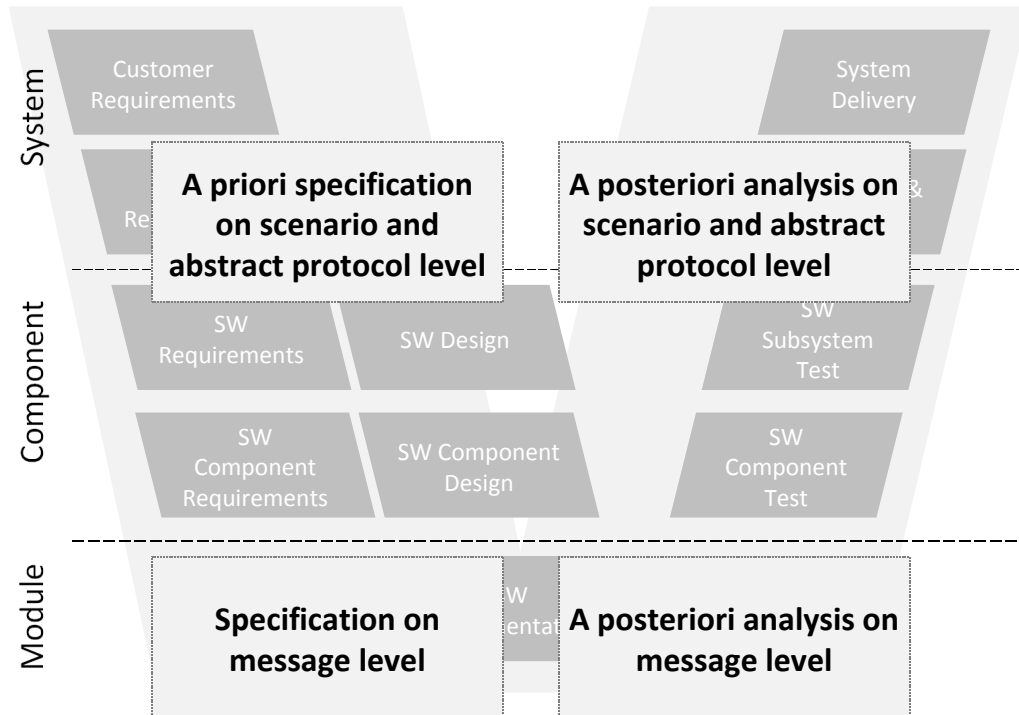 System
Customer
Requirements
System
Delivery
A priori specification
on scenario and
abstract protocol level
A posteriori analysis on
scenario and abstract
protocol level
Re
&
Component
SW
Requirements
SW Design
SW
Subsystem
Test
SW
Component
Requirements
SW Component
Design
SW
Component
Test
Module
Specification on
message level
W
entat
A posteriori analysis on
message level